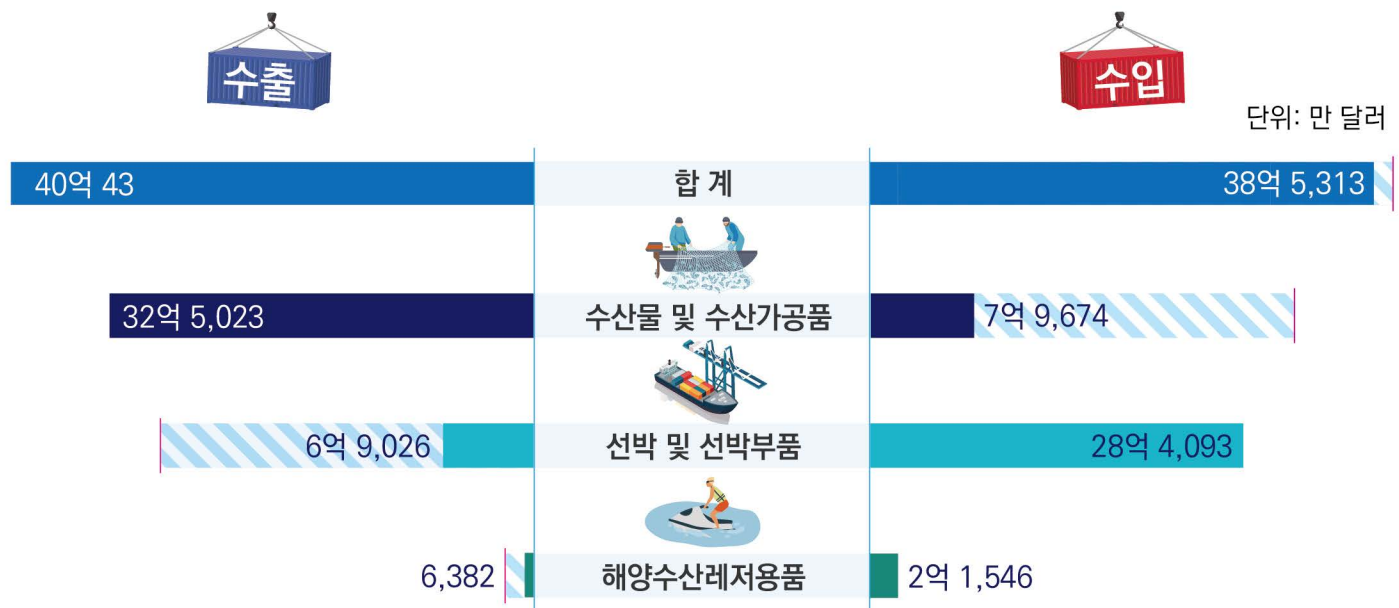 수출
수입
단위: 만 달러
40억 43
합 계
38억 5,313
32억 5,023
수산물 및 수산가공품
7억 9,674
6억 9,026
선박 및 선박부품
28억 4,093
6,382
해양수산레저용품
2억 1,546